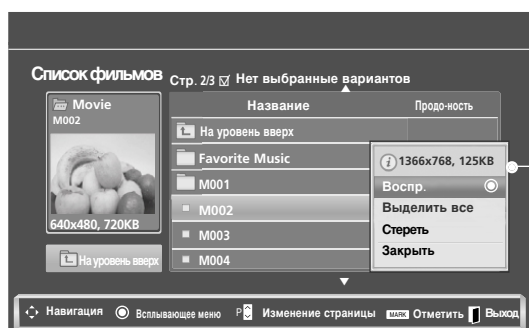 Список фильмов Стр. 2/3 Нет выбранные вариантов
Movie
M002
640x480, 720KB
На уровень вверх
Название Продо-ность
На уровень вверх
Favorite Music
M001
M002
M003
M004
1366x768, 125KB
Воспр.
Выделить все
Стереть
Закрыть
Навигация Всплывающее меню P Изменение страницы MARK Отметить Выход